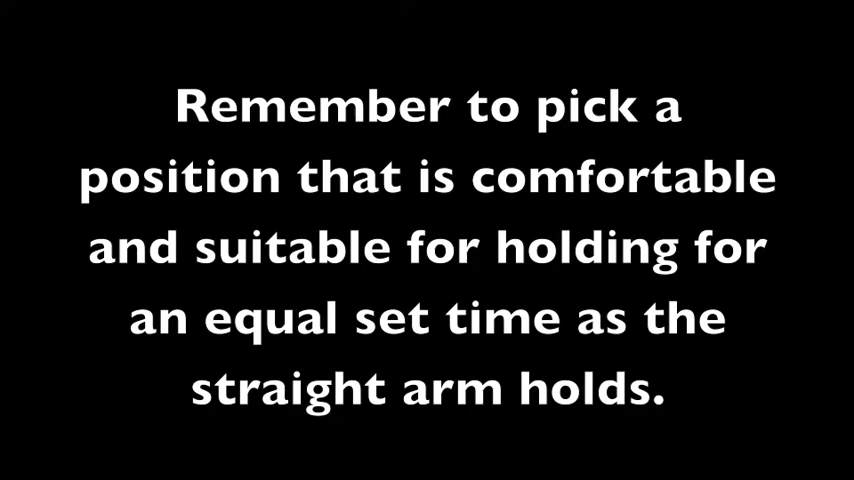 Remember to pick a
position that is comfortable
and suitable for holding for
an equal set time as the
straight arm holds.